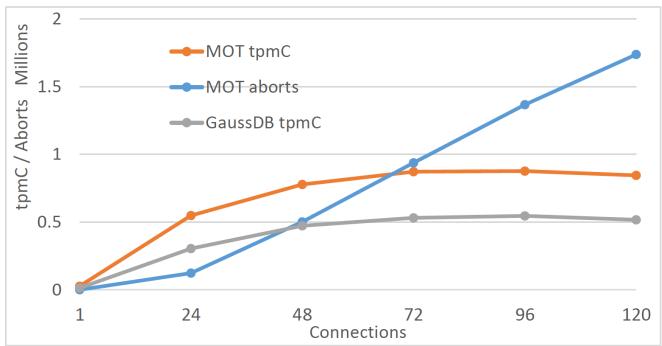 2
1.5
1
0.5
0
tpmC / Aborts Millions
MOT tpmC
MOT aborts
GaussDB tpmC
1 24 48 72 96 120
Connections